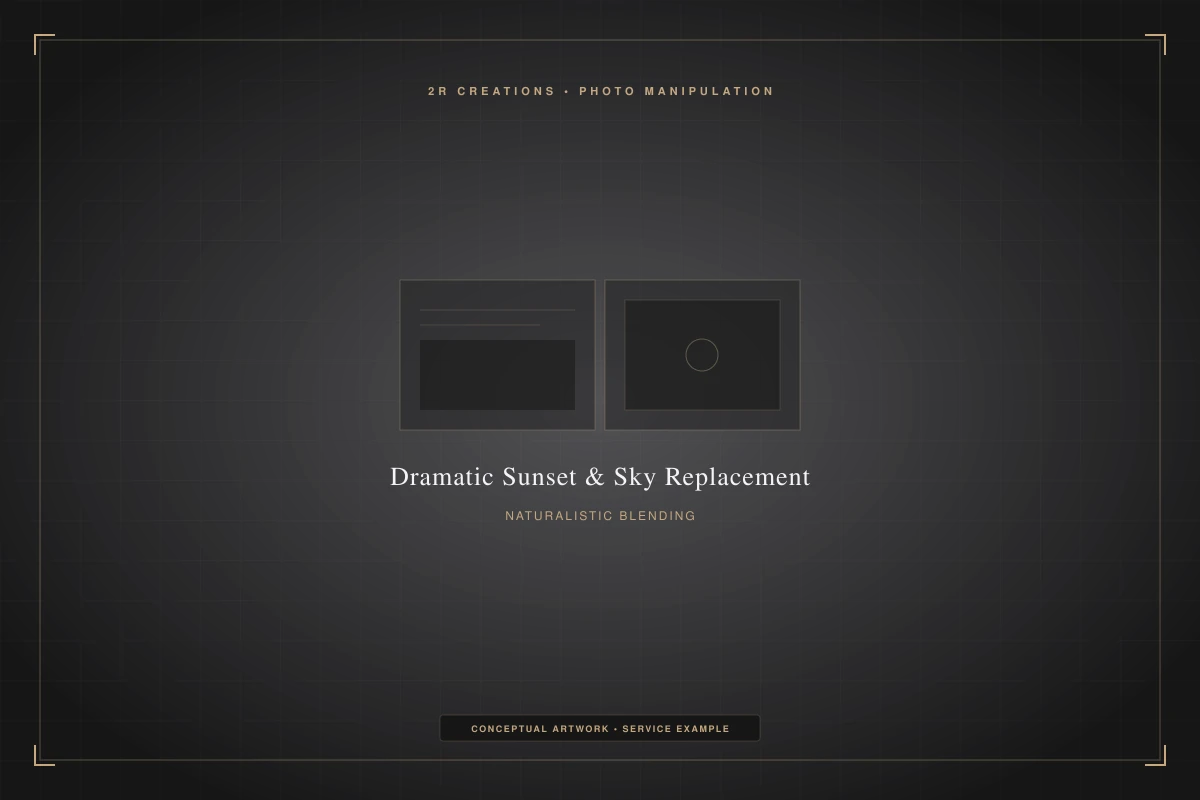 2R CREATIONS • PHOTO MANIPULATION
Dramatic Sunset & Sky Replacement
NATURALISTIC BLENDING
CONCEPTUAL ARTWORK • SERVICE EXAMPLE